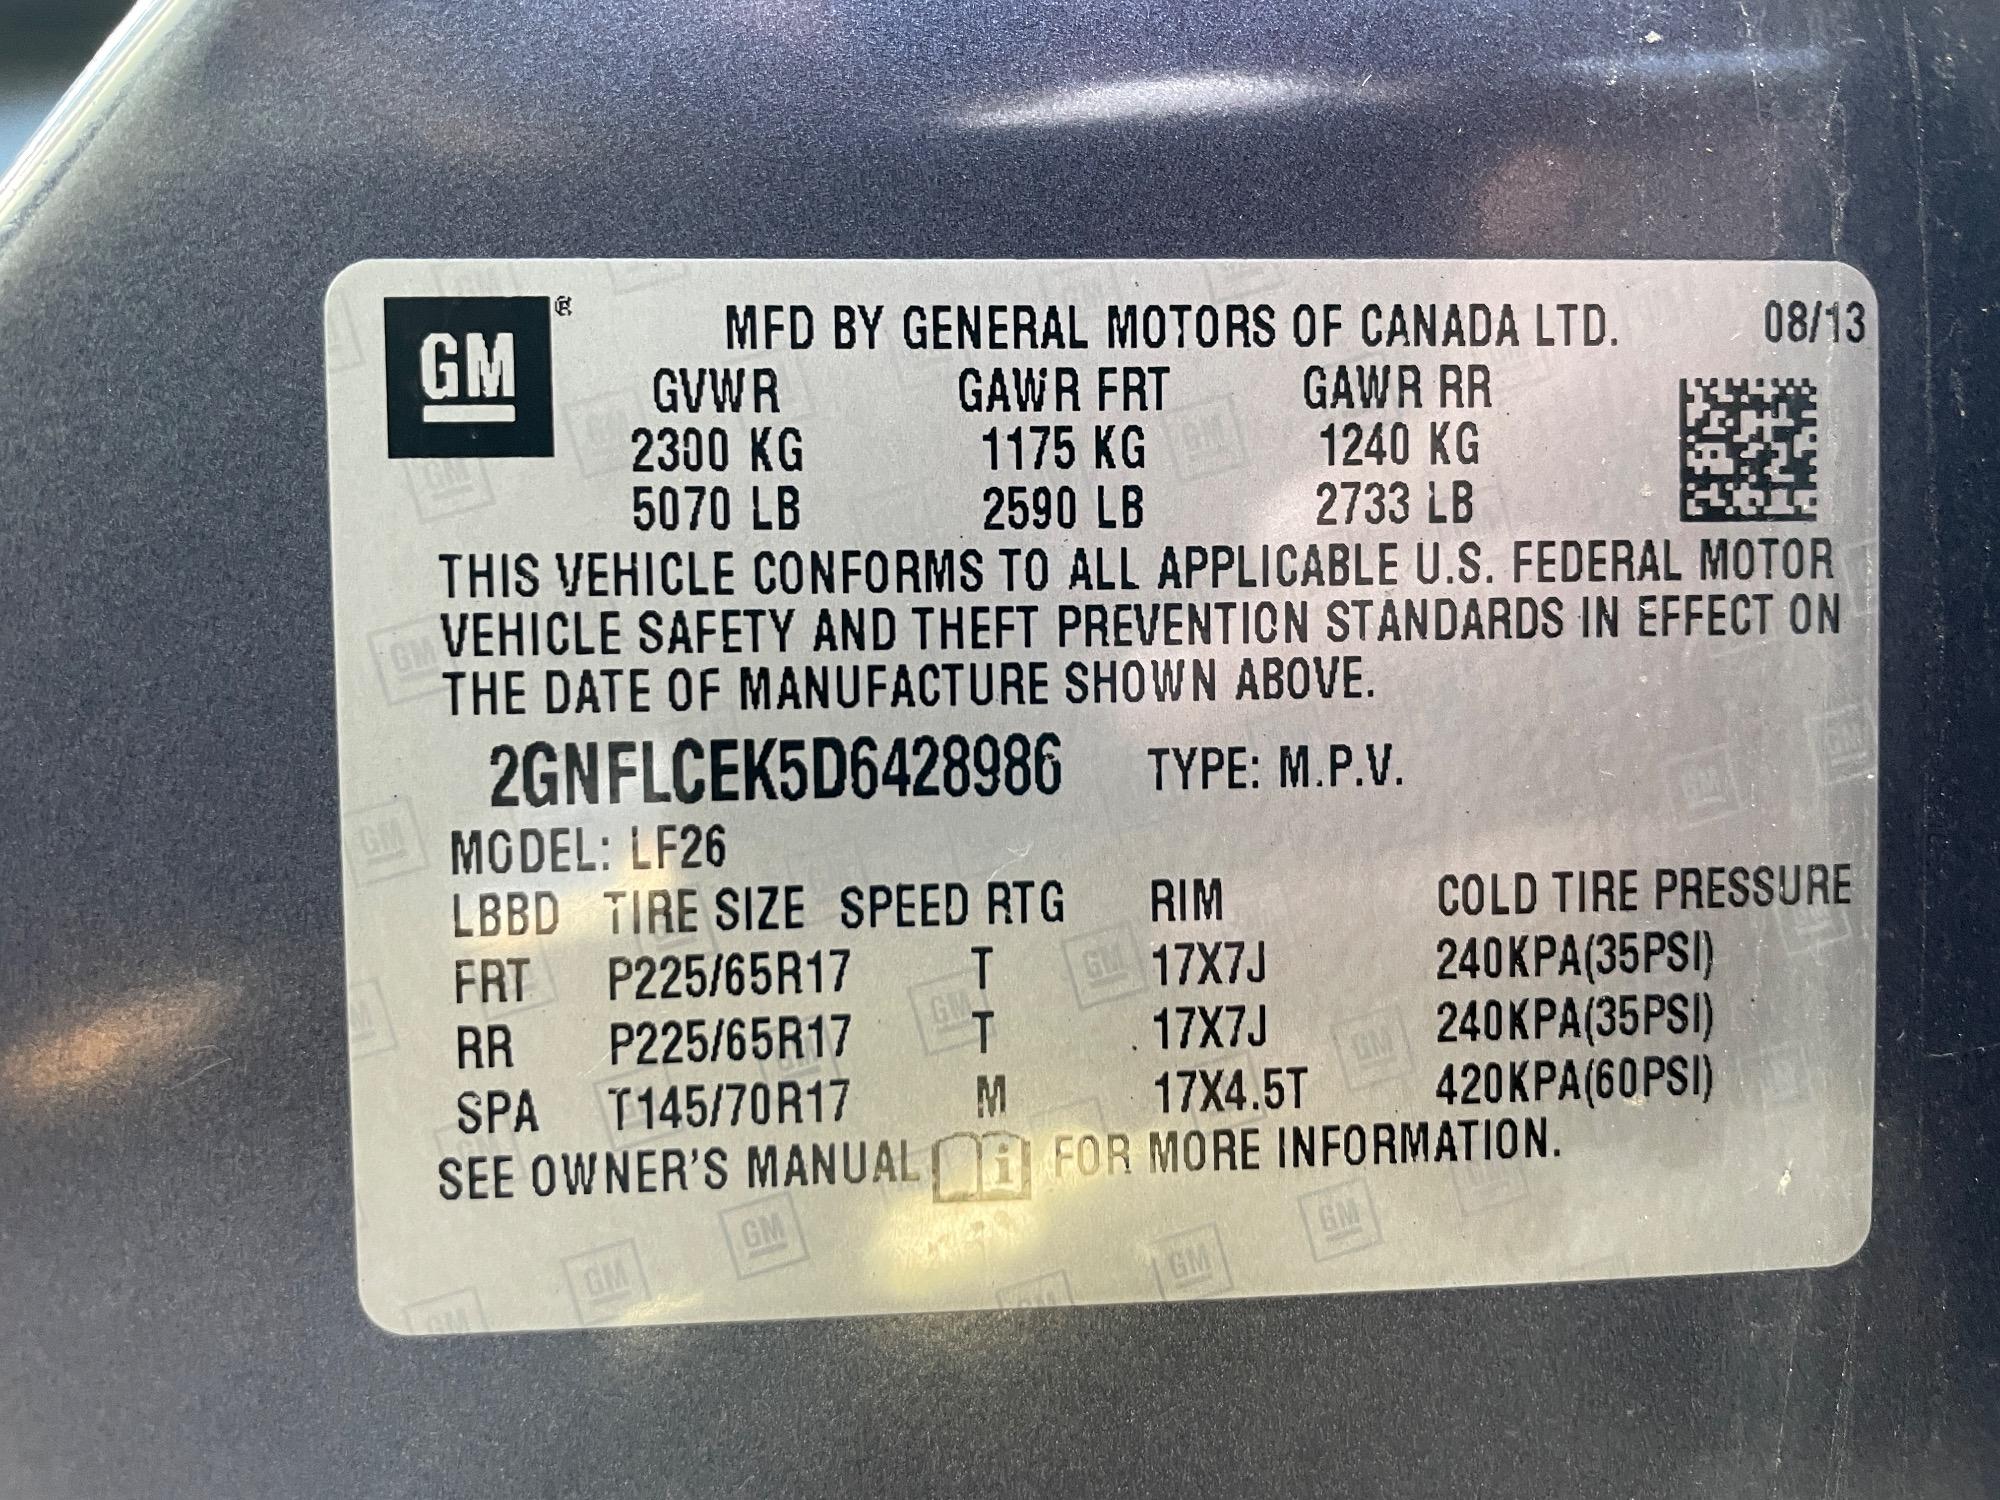 GM ® MFD BY GENERAL MOTORS OF CANADA LTD. 08/13
GVWR GAWR FRT GAWR RR
2300 KG 1175 KG 1240 KG
5070 LB 2590 LB 2733 LB
THIS VEHICLE CONFORMS TO ALL APPLICABLE U.S. FEDERAL MOTOR
VEHICLE SAFETY AND THEFT PREVENTION STANDARDS IN EFFECT ON
THE DATE OF MANUFACTURE SHOWN ABOVE.
2GNFLCEK5D6428986 TYPE: M.P.V.
MODEL: LF26
LBBD TIRE SIZE SPEED RTG RIM COLD TIRE PRESSURE
FRT P225/65R17 T 17X7J 240KPA(35PSI)
RR P225/65R17 T 17X7J 240KPA(35PSI)
SPA T145/70R17 M 17X4.5T 420KPA(60PSI)
SEE OWNER'S MANUAL i FOR MORE INFORMATION.